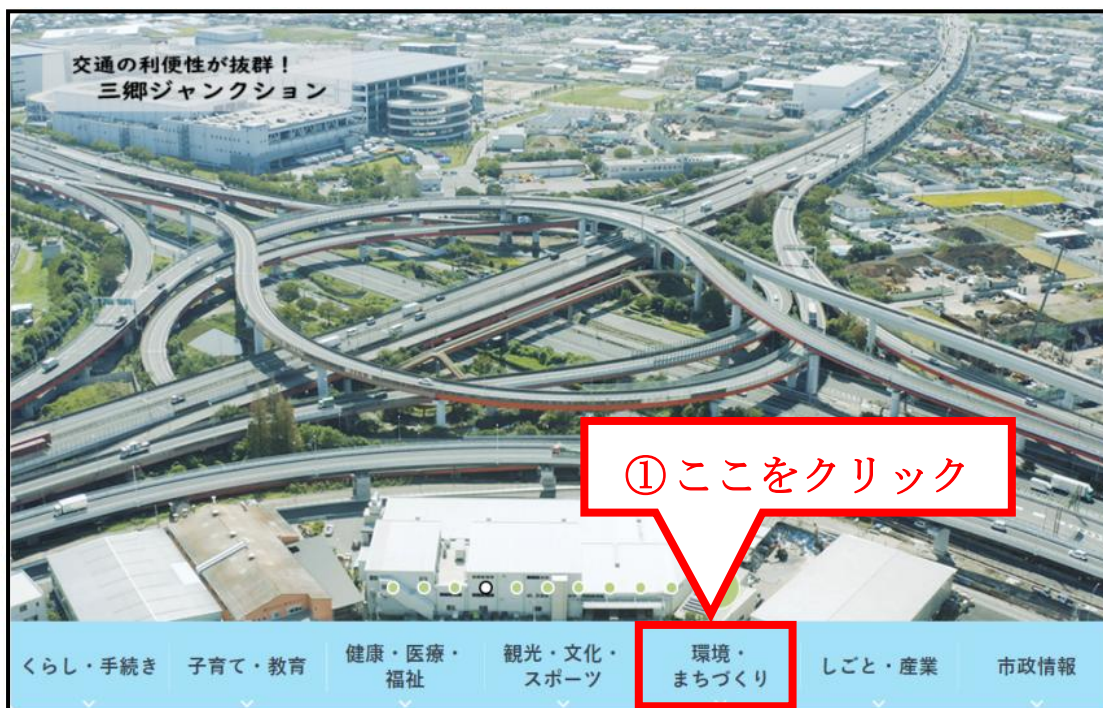 交通の利便性が抜群！
三郷ジャンクション
①ここをクリック
くらし・手続き
子育て・教育
健康・医療・
福祉
観光・文化・
スポーツ
環境・
まちづくり
しごと・産業
市政情報